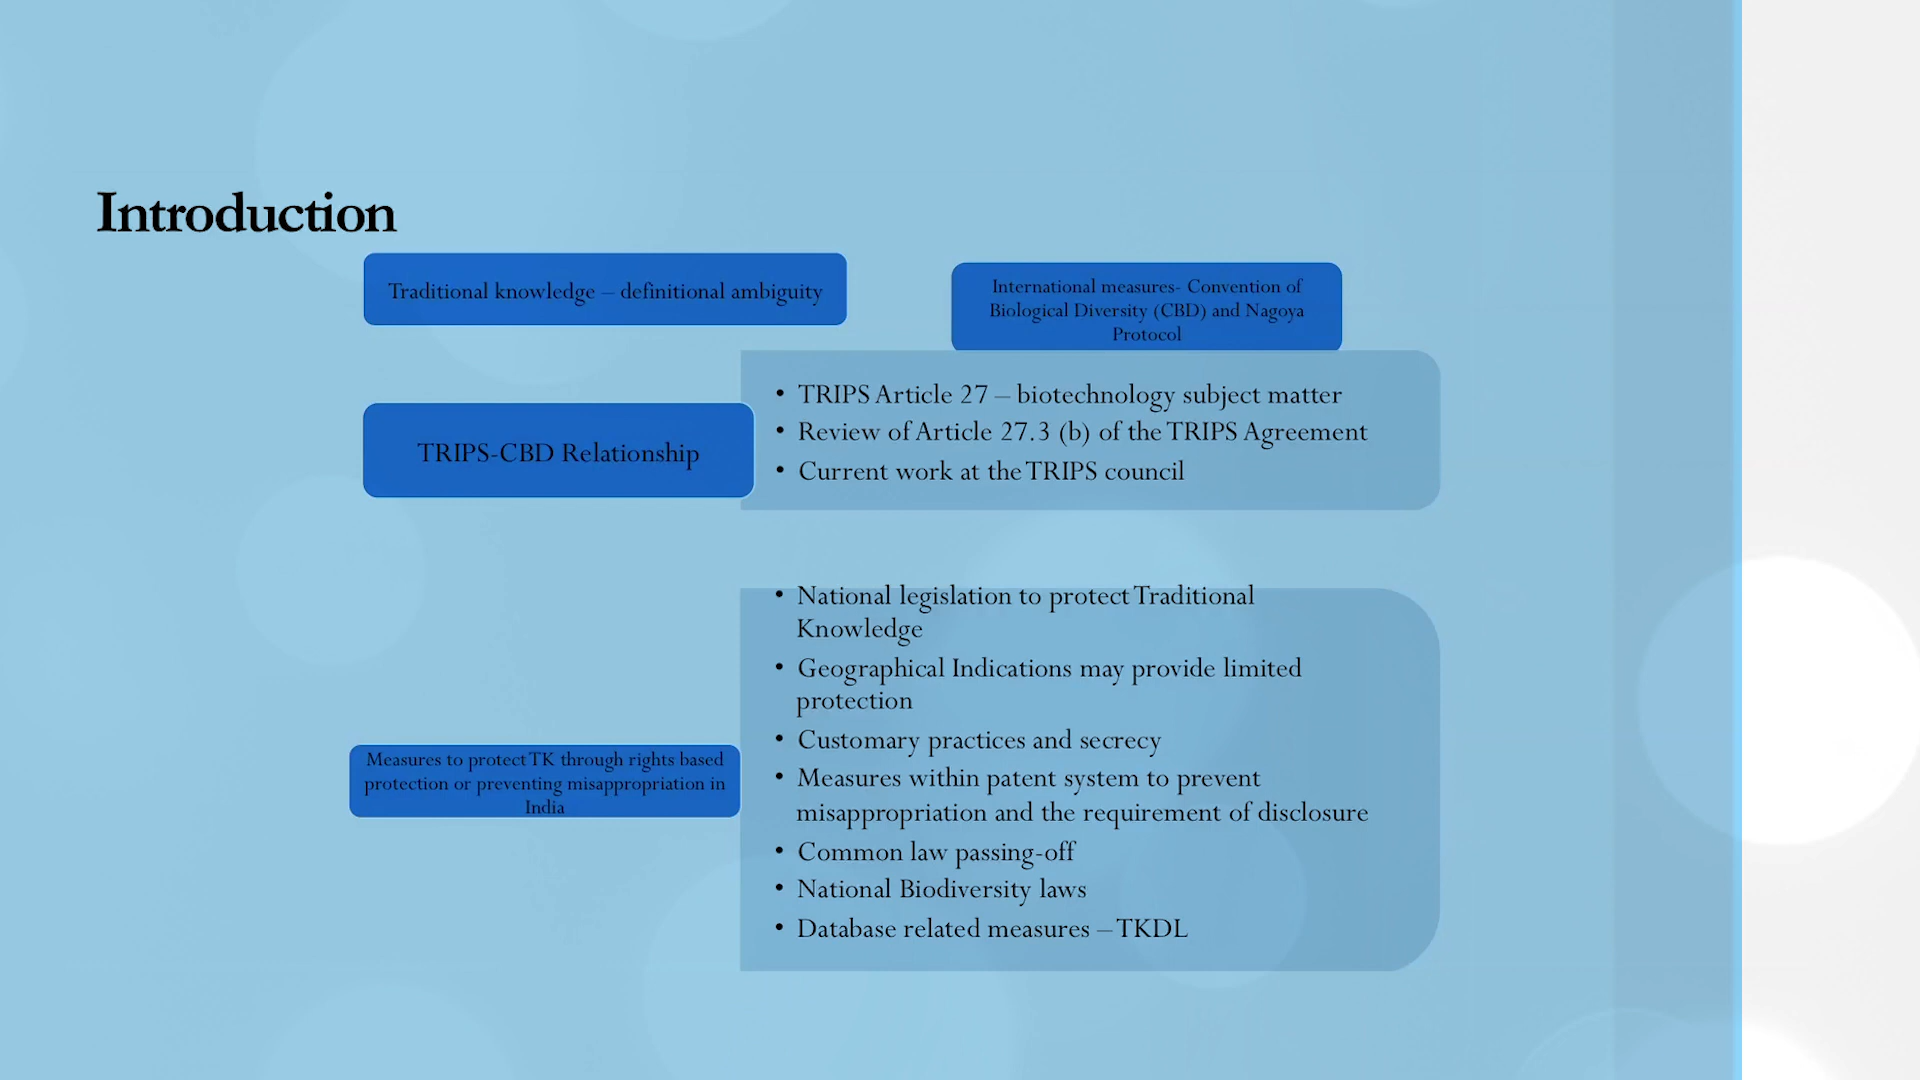 Introduction
Traditional knowledge – definitional ambiguity
International measures- Convention of
Biological Diversity (CBD) and Nagoya
Protocol
TRIPS-CBD Relationship
• TRIPS Article 27 – biotechnology subject matter
• Review of Article 27.3 (b) of the TRIPS Agreement
• Current work at the TRIPS council
Measures to protect TK through rights based
protection or preventing misappropriation in
India
• National legislation to protect Traditional
Knowledge
• Geographical Indications may provide limited
protection
• Customary practices and secrecy
• Measures within patent system to prevent
misappropriation and the requirement of disclosure
• Common law passing-off
• National Biodiversity laws
• Database related measures – TKDL